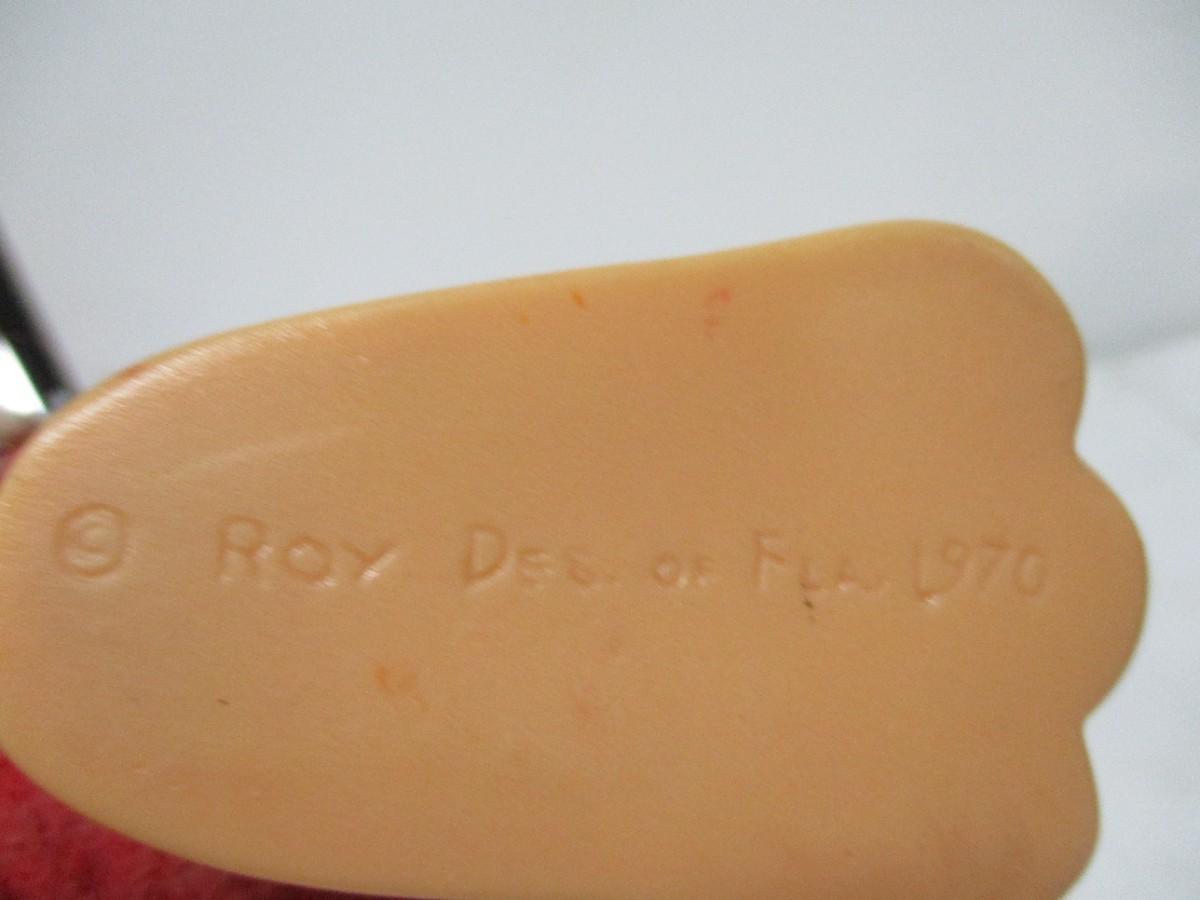 © ROY DES. OF FLA. 1970